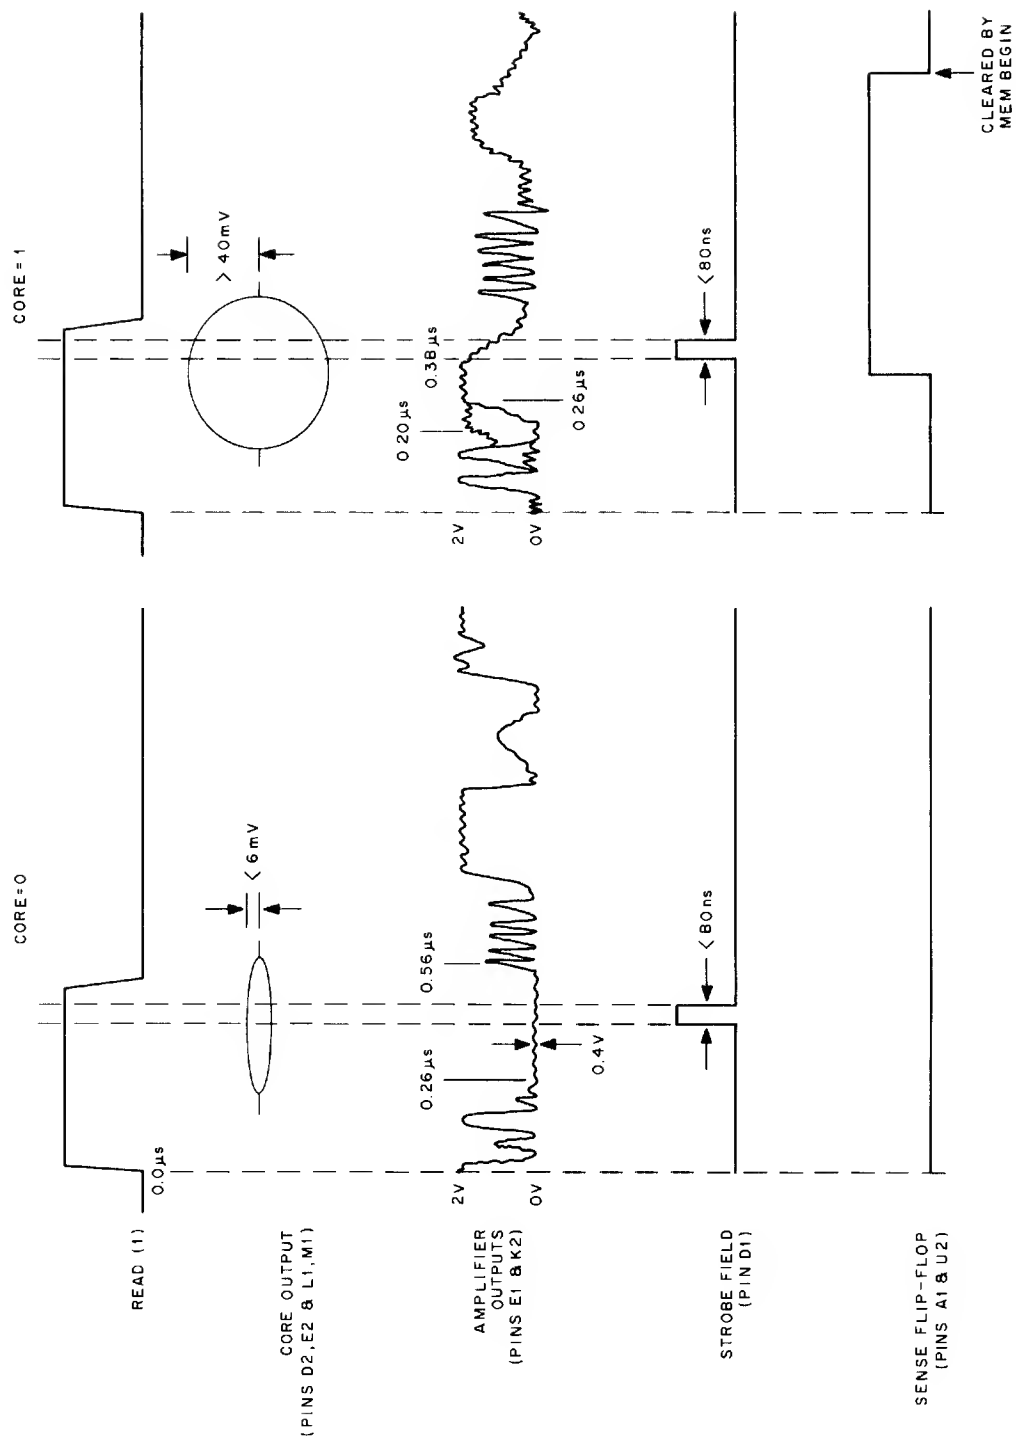 CORE=0
CORE = 1
READ (1)
0.0µs
CORE OUTPUT
(PINS D2, E2 & L1, M1)
< 6mV
> 40mV
AMPLIFIER
OUTPUTS
(PINS E1 & K2)
2V
0V
0.26µs
0.4V
0.56µs
2V
0V
0.20µs
0.26µs
0.38µs
STROBE FIELD
(PIN D1)
<80ns
<80ns
SENSE FLIP-FLOP
(PINS A1 & U2)
CLEARED BY
MEM BEGIN